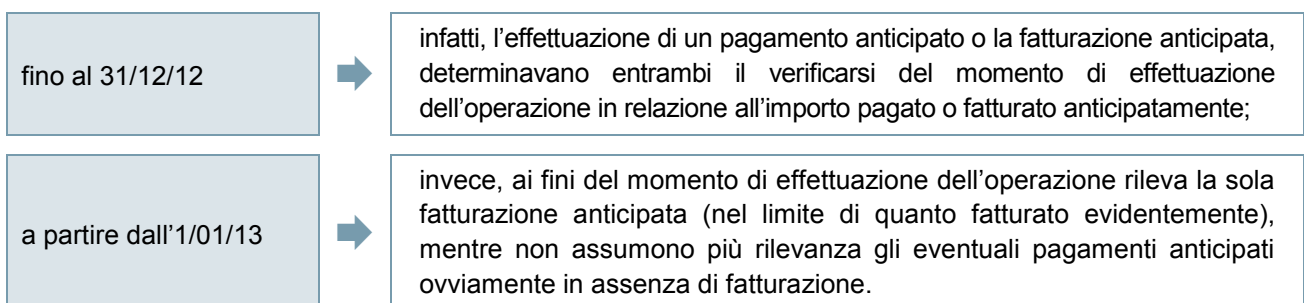 fino al 31/12/12
infatti, l'effettuazione di un pagamento anticipato o la fatturazione anticipata,
determinavano entrambi il verificarsi del momento di effettuazione
dell'operazione in relazione all'importo pagato o fatturato anticipatamente;
a partire dall'1/01/13
invece, ai fini del momento di effettuazione dell'operazione rileva la sola
fatturazione anticipata (nel limite di quanto fatturato evidentemente),
mentre non assumono più rilevanza gli eventuali pagamenti anticipati
ovviamente in assenza di fatturazione.